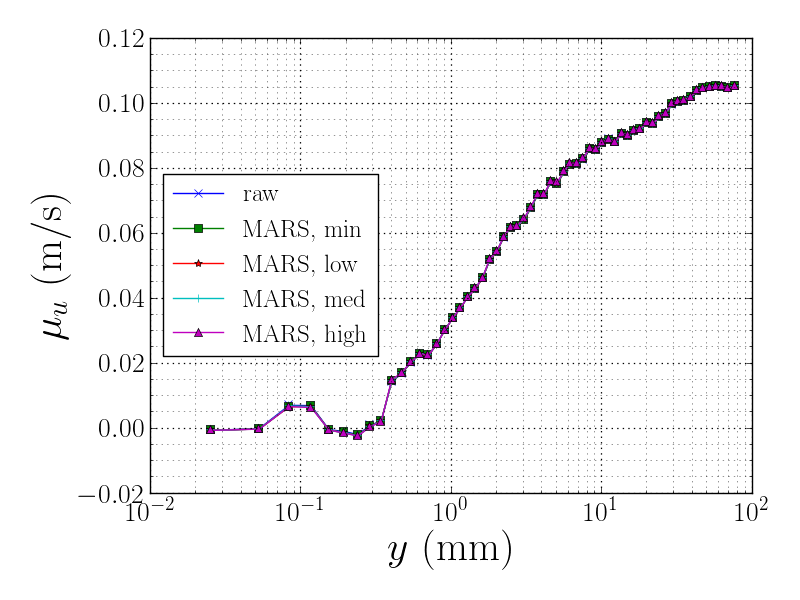 0.12
0.10
0.08
0.06
0.04
0.02
0.00
−0.02
μ_u (m/s)
raw
MARS, min
MARS, low
MARS, med
MARS, high
10⁻² 10⁻¹ 10⁰ 10¹ 10²
y (mm)